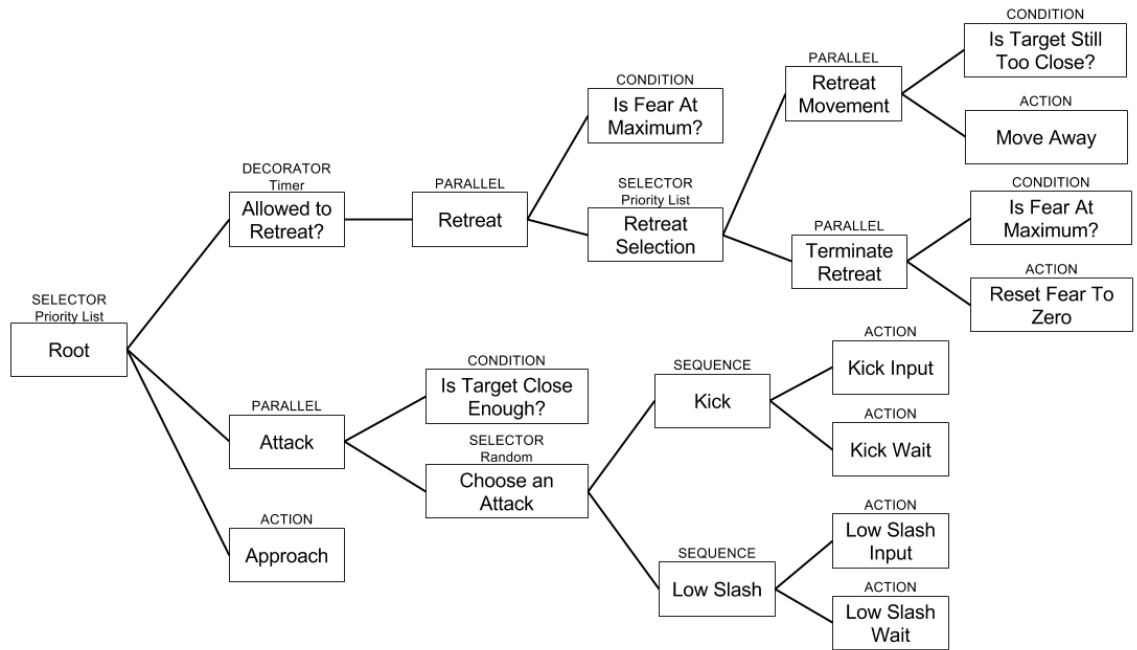 SELECTOR
Priority List
Root
DECORATOR
Timer
Allowed to
Retreat?
PARALLEL
Retreat
CONDITION
Is Fear At
Maximum?
SELECTOR
Priority List
Retreat
Selection
PARALLEL
Retreat
Movement
CONDITION
Is Target Still
Too Close?
ACTION
Move Away
PARALLEL
Terminate
Retreat
CONDITION
Is Fear At
Maximum?
ACTION
Reset Fear To
Zero
PARALLEL
Attack
CONDITION
Is Target Close
Enough?
SELECTOR
Random
Choose an
Attack
SEQUENCE
Kick
ACTION
Kick Input
ACTION
Kick Wait
SEQUENCE
Low Slash
ACTION
Low Slash
Input
ACTION
Low Slash
Wait
ACTION
Approach